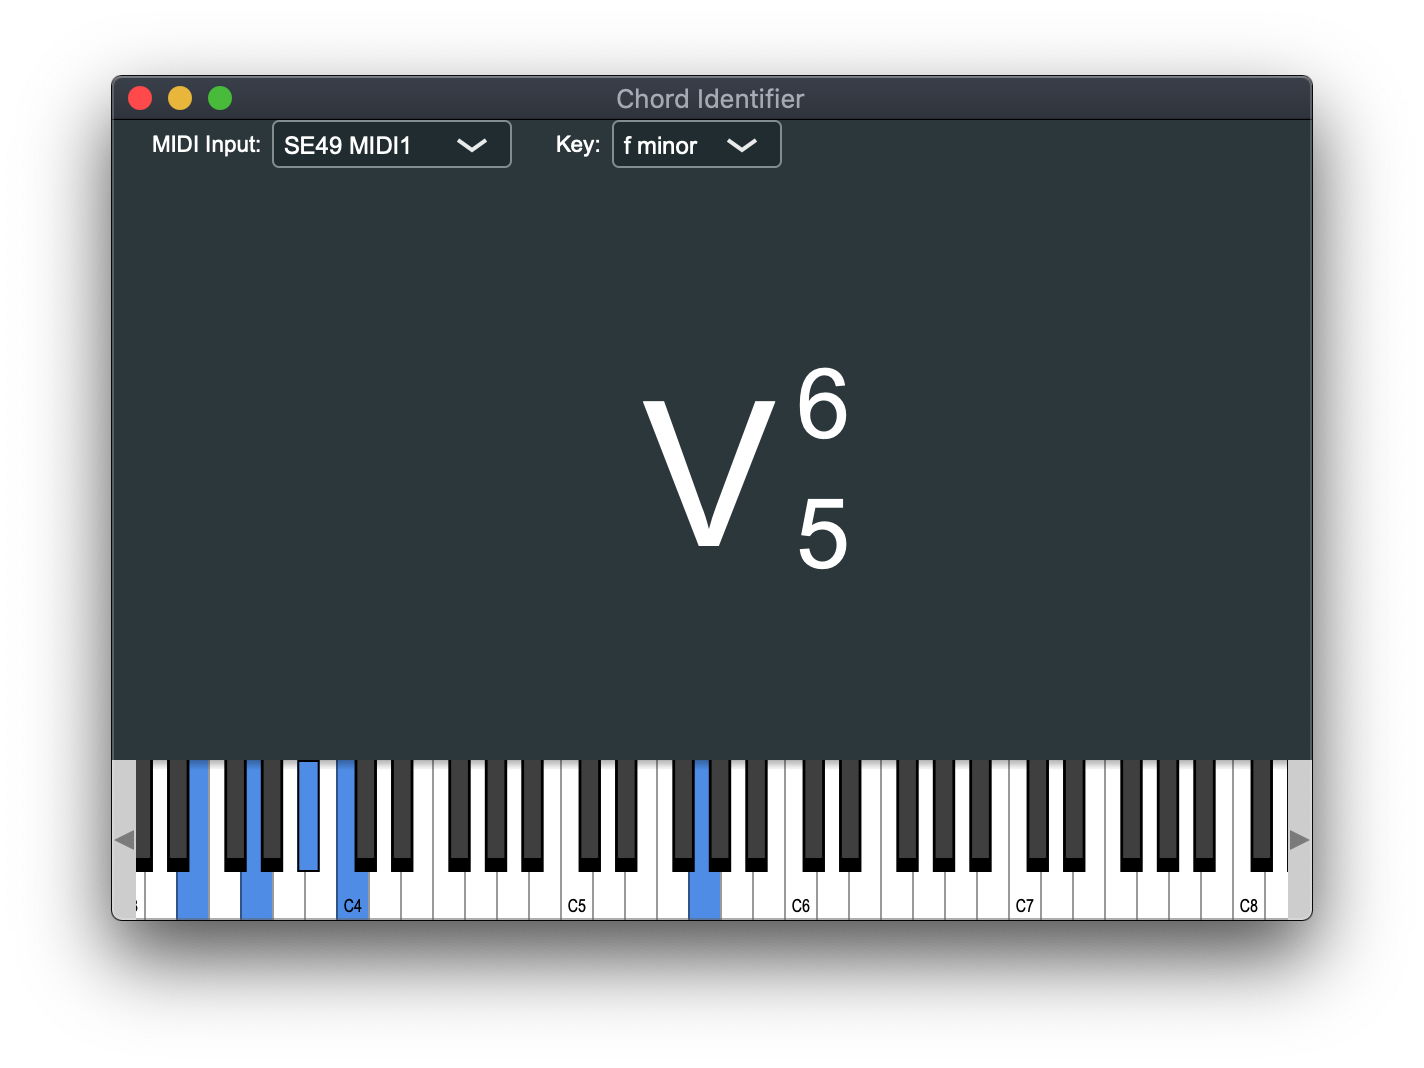 Chord Identifier
MIDI Input: SE49 MIDI1 Key: f minor
V 6
5
C4 C5 C6 C7 C8